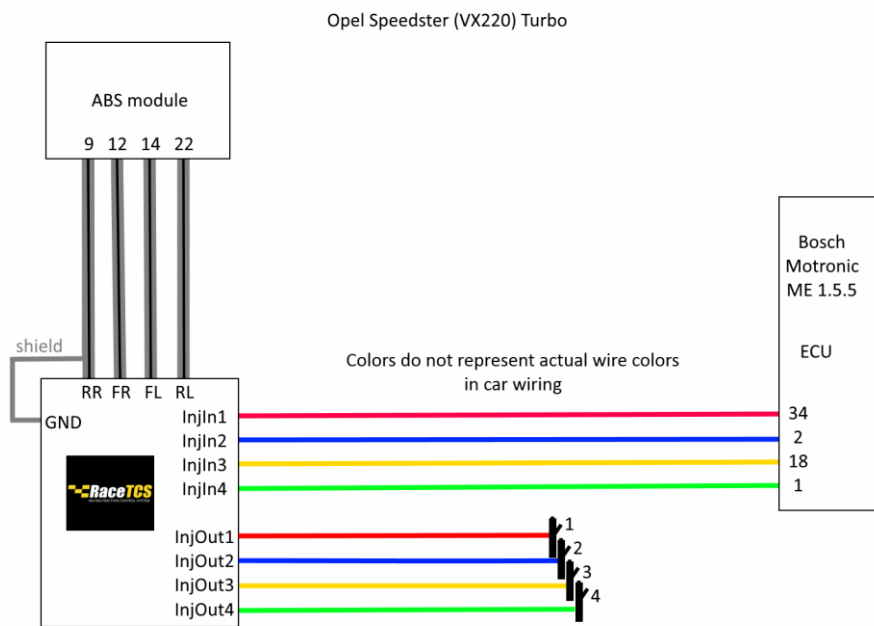 Opel Speedster (VX220) Turbo
ABS module
9 12 14 22
Bosch
Motronic
ME 1.5.5
ECU
shield
Colors do not represent actual wire colors
in car wiring
RR FR FL RL
GND
InjIn1
34
InjIn2
2
InjIn3
18
InjIn4
1
RaceTCS
InjOut1
1
InjOut2
2
InjOut3
3
InjOut4
4